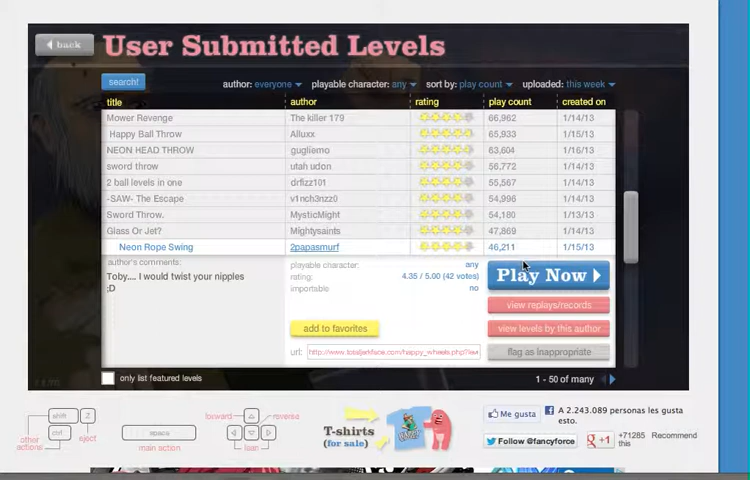 back
User Submitted Levels
search!
author: everyone playable character: any sort by: play count uploaded: this week
title author rating play count created on
Mower Revenge The killer 179 66,962 1/14/13
Happy Ball Throw Alluxx 65,933 1/15/13
NEON HEAD THROW gugliemo 63,604 1/16/13
sword throw utah udon 56,772 1/14/13
2 ball levels in one drfizz101 55,567 1/14/13
-SAW- The Escape v1nch3nzz0 54,996 1/14/13
Sword Throw. MysticMight 54,180 1/13/13
Glass Or Jet? Mightysaints 47,869 1/14/13
Neon Rope Swing 2papasmurf 46,211 1/15/13
author's comments:
Toby.... I would twist your nipples
;D
playable character: any
rating: 4.35 / 5.00 (42 votes)
importable no
add to favorites
url: http://www.totaljerkface.com/happy_wheels.php?
Play Now
view replays/records
view levels by this author
flag as inappropriate
only list featured levels
1 - 50 of many
shift Z
ctrl
other
actions
eject
space
main action
forward
reverse
lean
T-shirts
(for sale)
Me gusta
A 2.243.089 personas les gusta
esto.
Follow @fancyforce
+1
+71285 Recommend
this